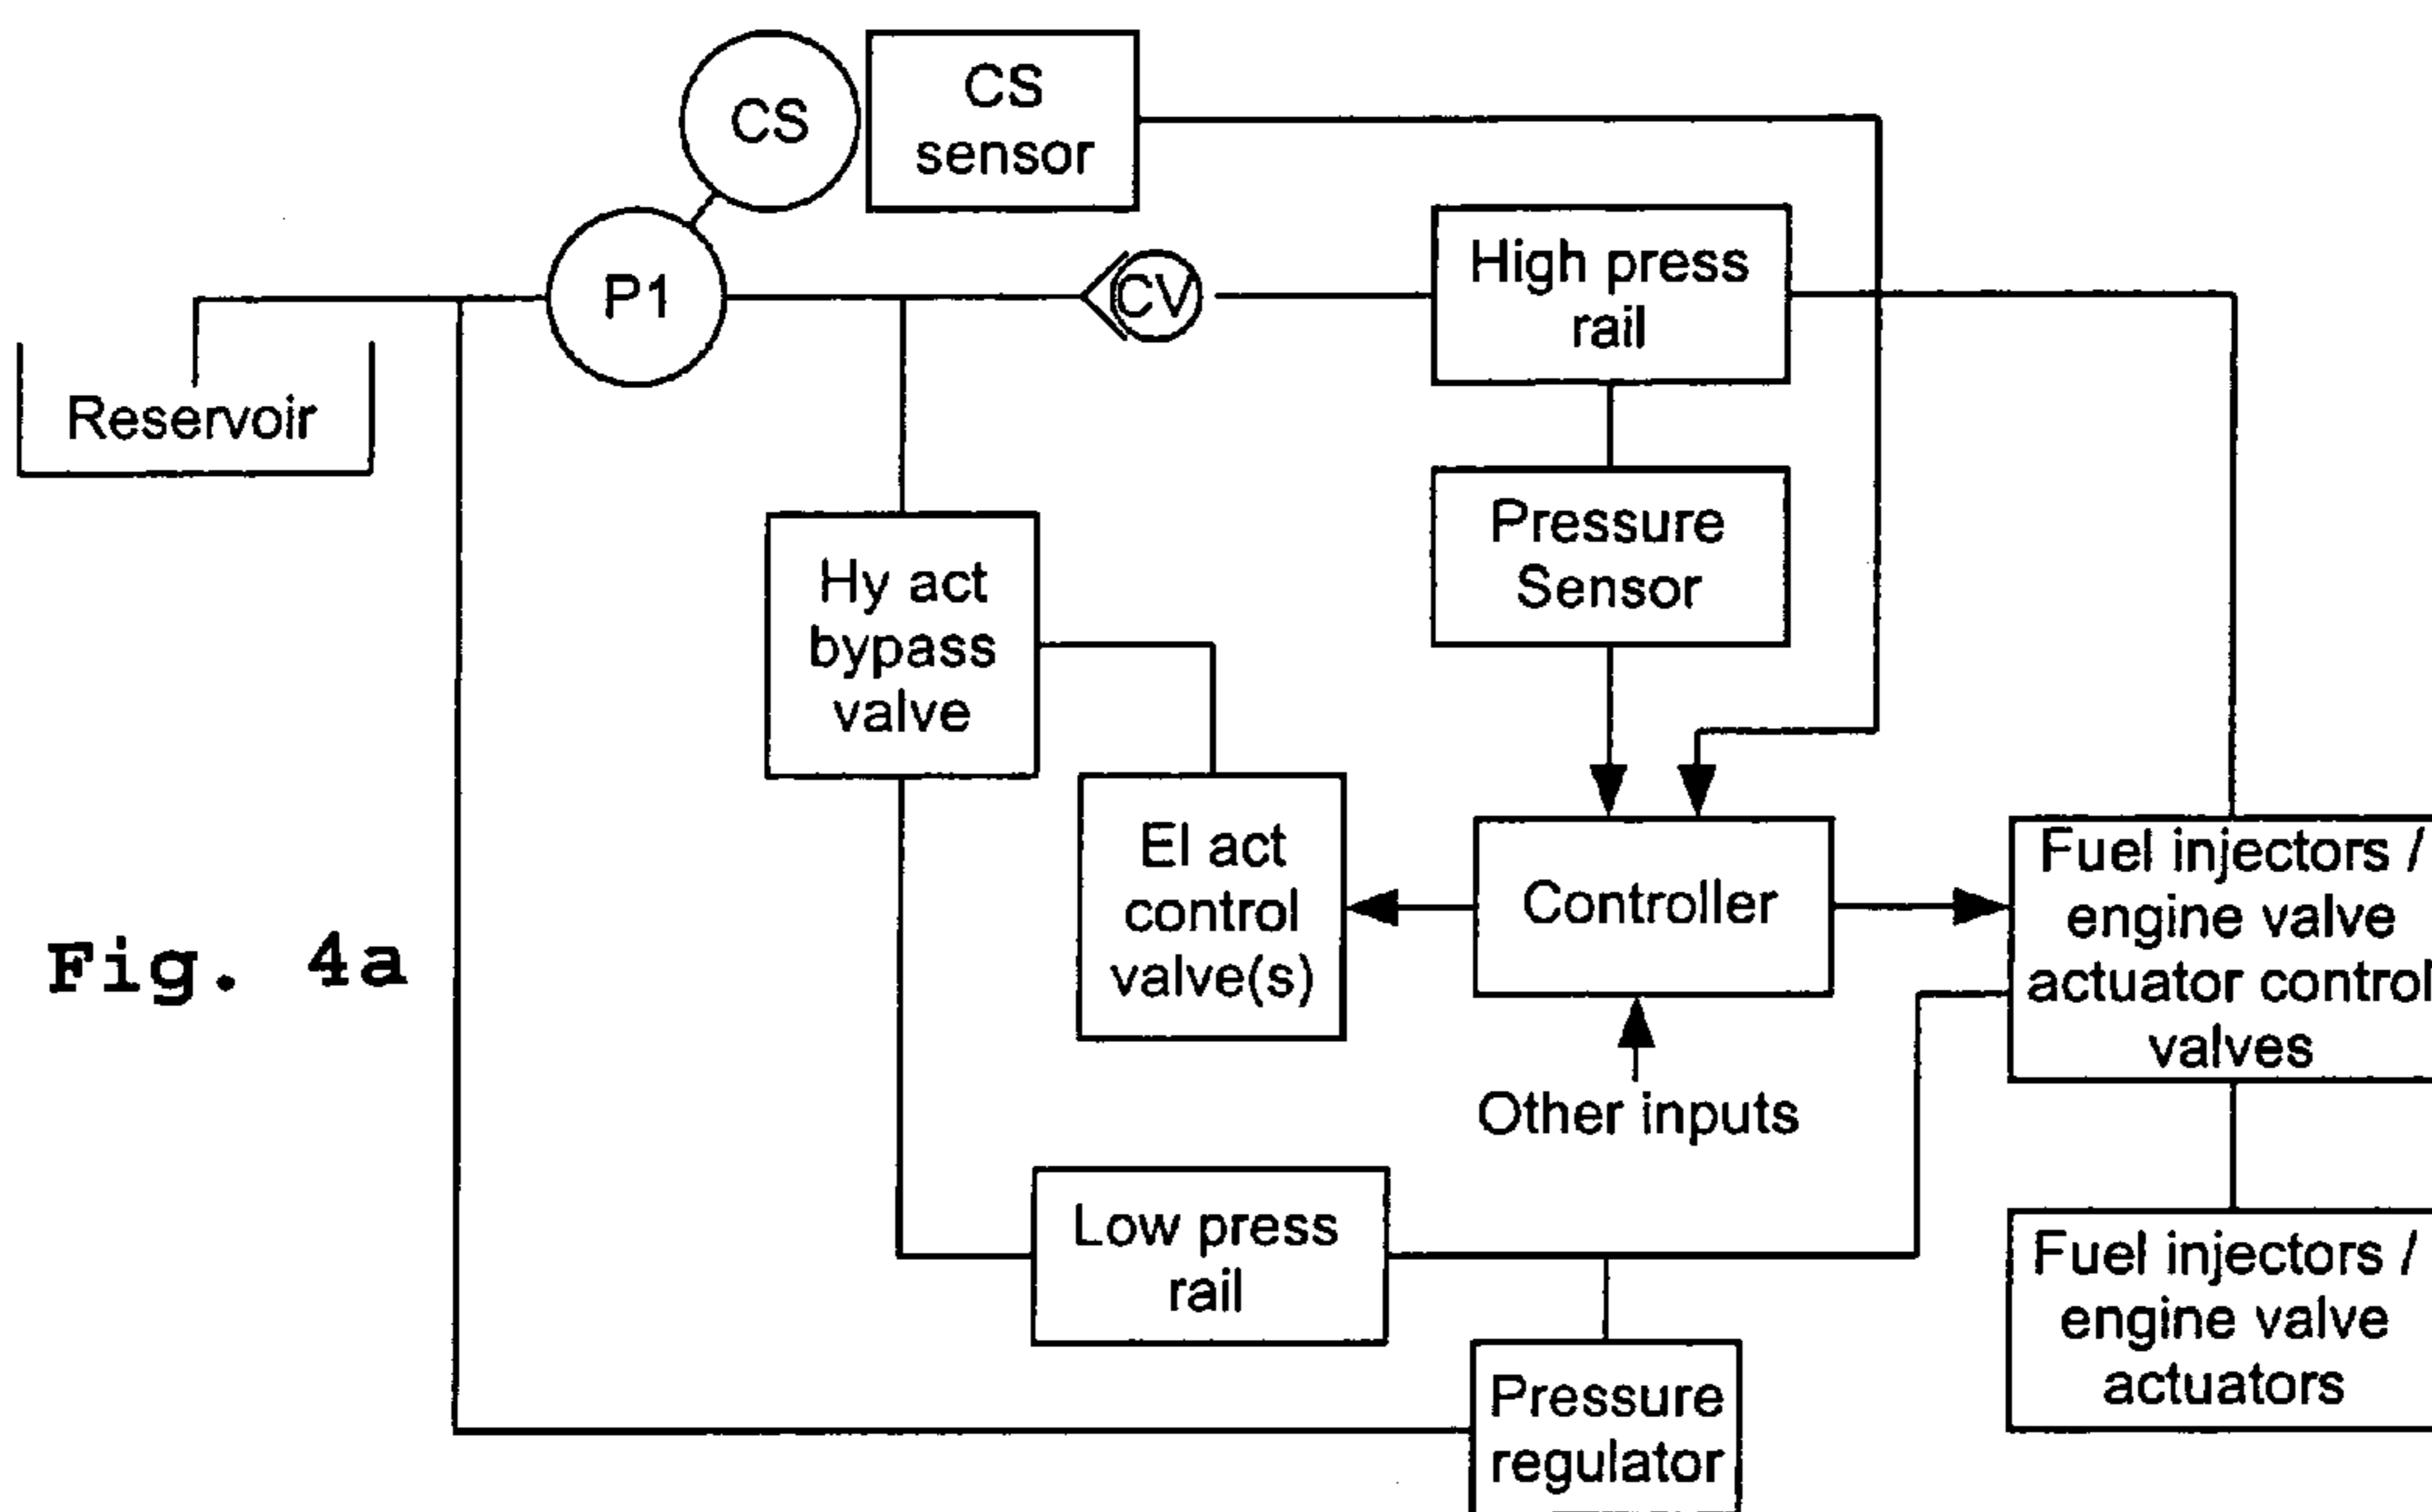 CS
CS
sensor
P1
CV
High press
rail
Reservoir
Pressure
Sensor
Hy act
bypass
valve
El act
control
valve(s)
Controller
Fuel injectors /
engine valve
actuator control
valves
Fig. 4a
Other inputs
Low press
rail
Fuel injectors /
engine valve
actuators
Pressure
regulator